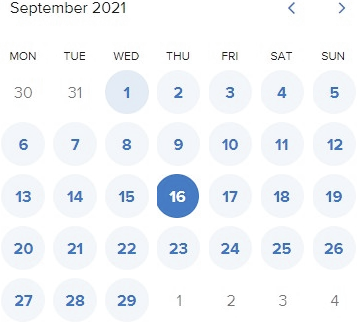 September 2021
MON TUE WED THU FRI SAT SUN
30 31 1 2 3 4 5
6 7 8 9 10 11 12
13 14 15 16 17 18 19
20 21 22 23 24 25 26
27 28 29 1 2 3 4